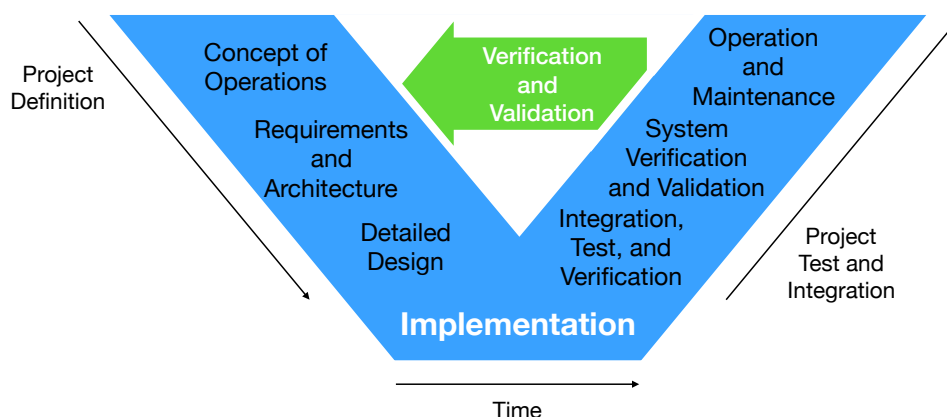 Project
Definition
Concept of
Operations
Requirements
and
Architecture
Detailed
Design
Verification
and
Validation
Operation
and
Maintenance
System
Verification
and Validation
Integration,
Test, and
Verification
Project
Test and
Integration
Implementation
Time